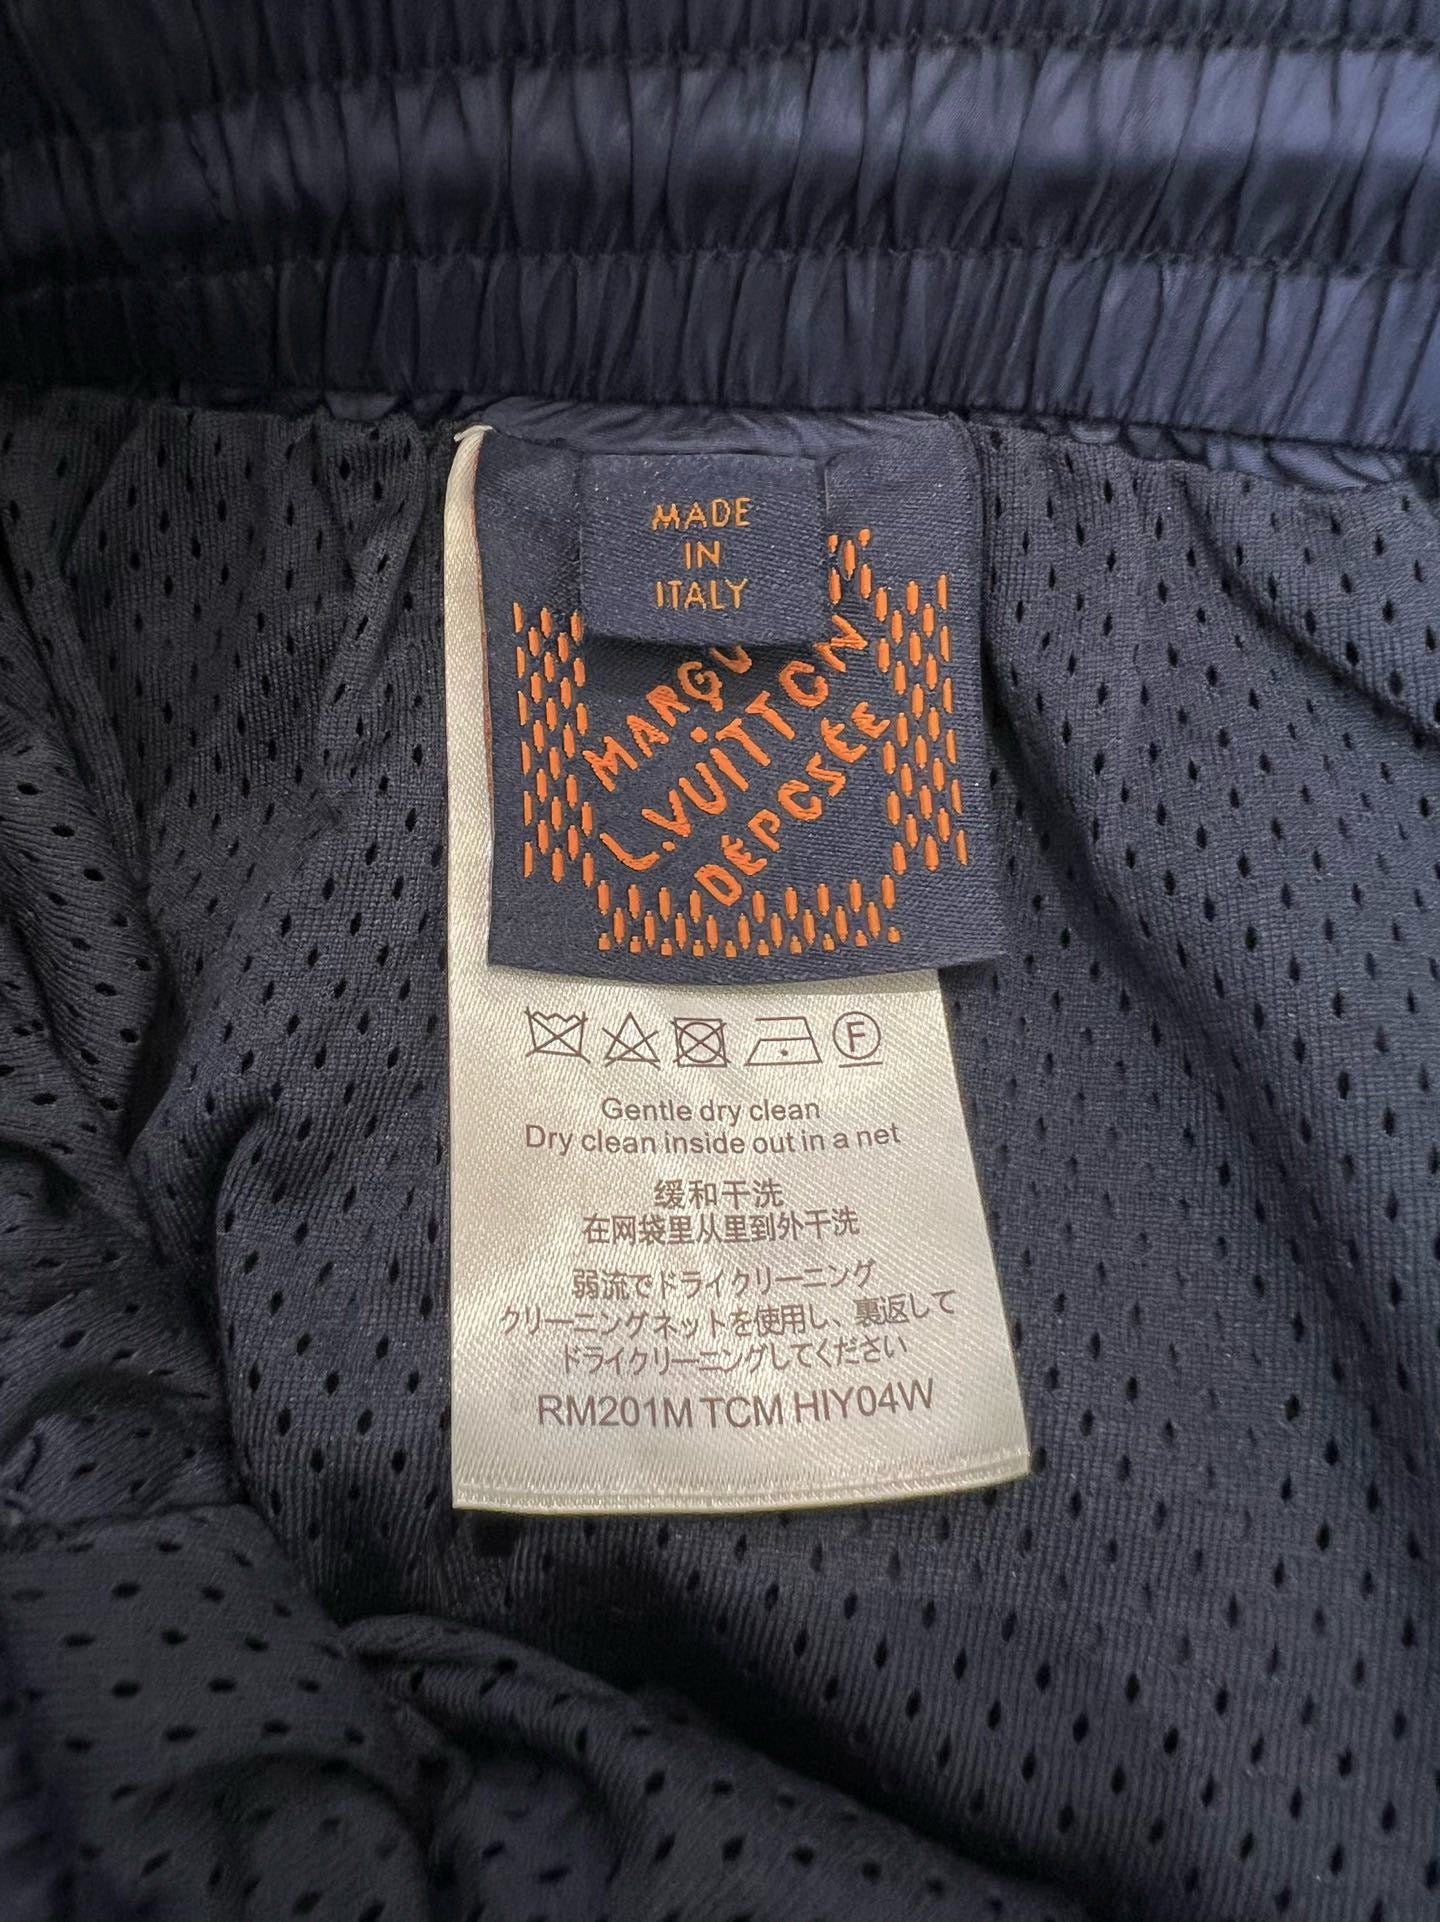 MADE
IN
ITALY
MARQU
L.VUITTON
DÉPOSÉE
F
Gentle dry clean
Dry clean inside out in a net
缓和干洗
在网袋里从里到外干洗
弱流でドライクリーニング
クリーニングネットを使用し、裏返して
ドライクリーニングしてください
RM201M TCM HIY04W